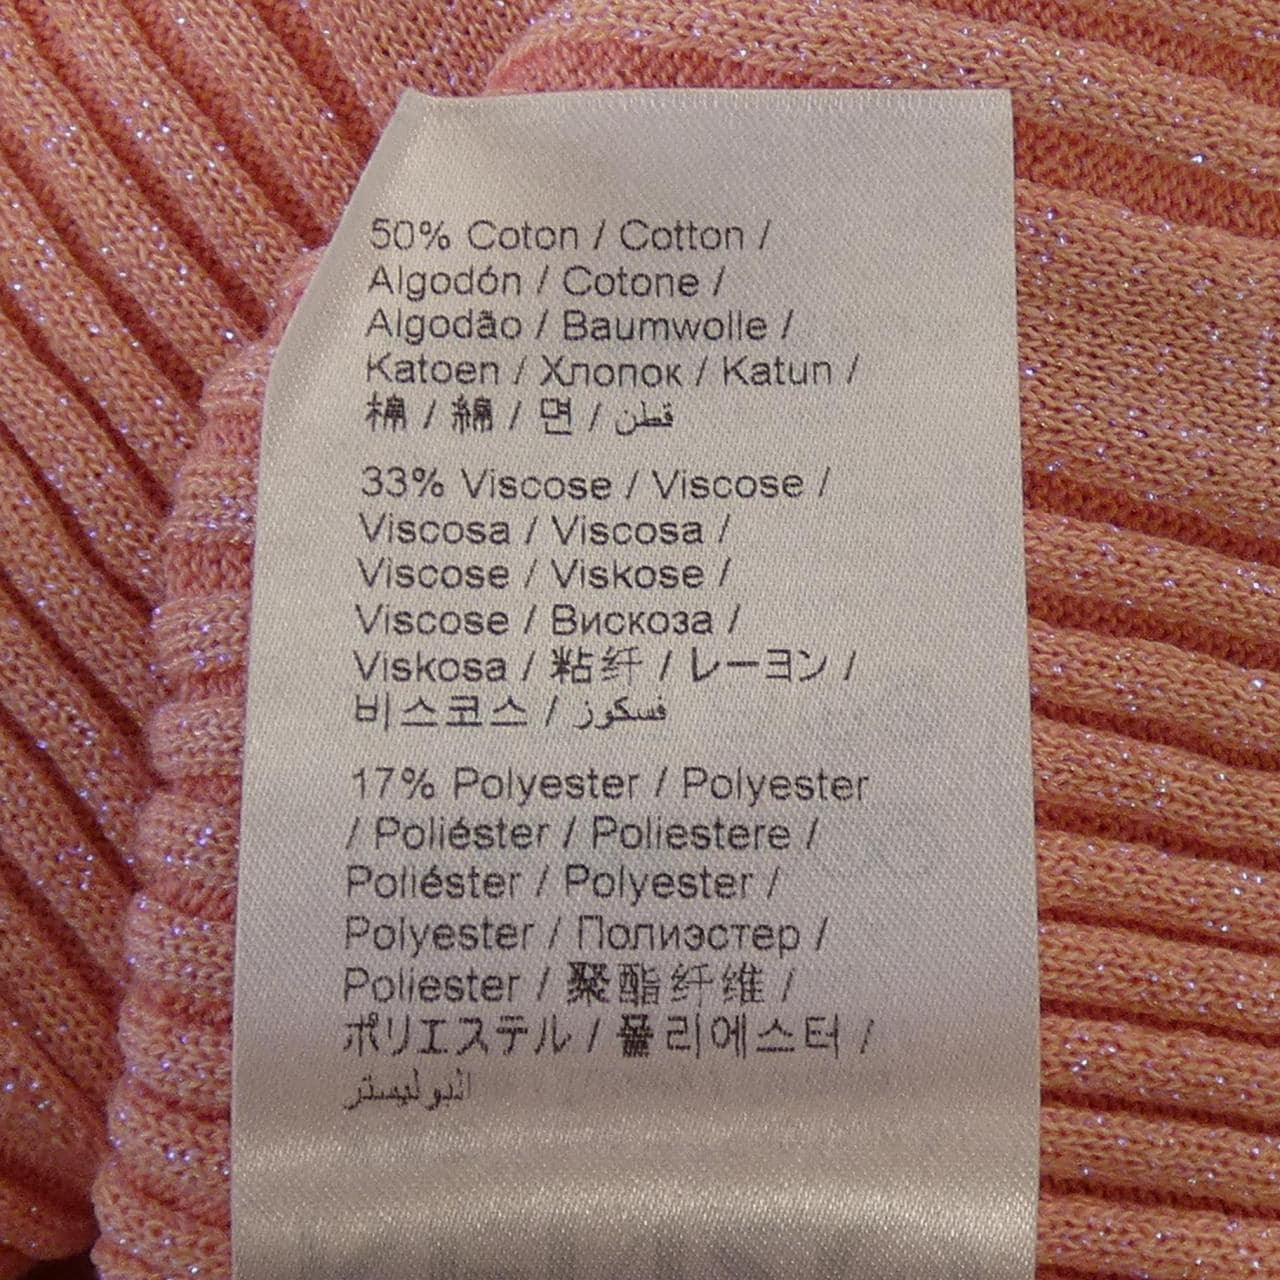 50% Coton / Cotton /
Algodón / Cotone /
Algodão / Baumwolle /
Katoen / Хлопок / Katun /
棉 / 綿 / 면 / قطن
33% Viscose / Viscose /
Viscosa / Viscosa /
Viscose / Viskose /
Viscose / Вискоза /
Viskosa / 粘纤 / レーヨン /
비스코스 / فسكوز
17% Polyester / Polyester
/ Poliéster / Poliestere /
Poliéster / Polyester /
Polyester / Полиэстер /
Poliester / 聚酯纤维 /
ポリエステル / 폴리에스터 /
البوليستر